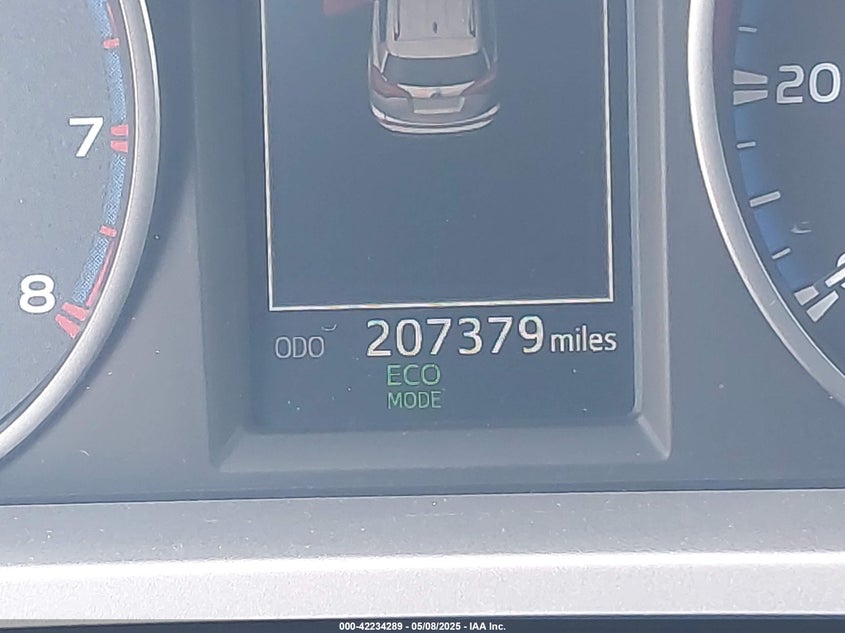 7
20
8
ODO 207379 miles
ECO
MODE
000-42234289 - 05/08/2025 - IAA Inc.